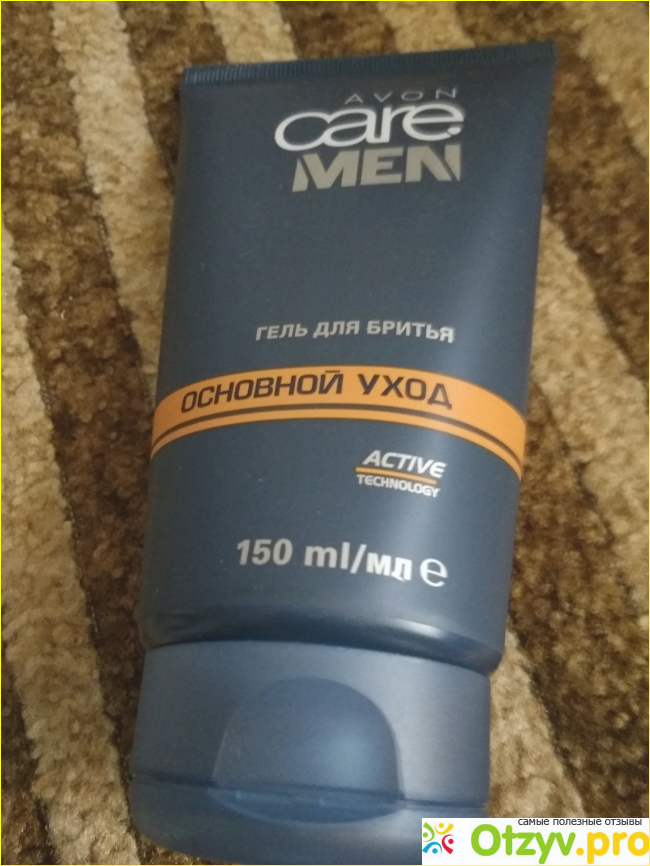 AVON
care
MEN
ГЕЛЬ ДЛЯ БРИТЬЯ
ОСНОВНОЙ УХОД
ACTIVE
TECHNOLOGY
150 ml/мл e
самые полезные отзывы
Otzyv.pro